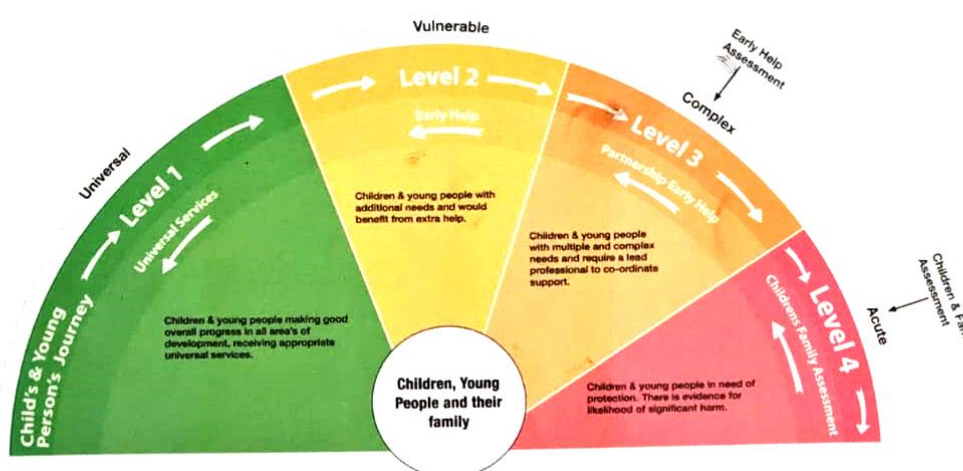 Vulnerable
Early Help
Assessment
Complex
Universal
Level 1
Universal Services
Level 2
Early Help
Level 3
Partnership Early Help
Level 4
Childrens Family Assessment
Acute
Children & Fam
Assessment
Child's & Young
Person's Journey
Children & young people making good
overall progress in all area's of
development, receiving appropriate
universal services.
Children & young people with
additional needs and would
benefit from extra help.
Children & young people
with multiple and complex
needs and require a lead
professional to co-ordinate
support.
Children & young people in need of
protection. There is evidence for
likelihood of significant harm.
Children, Young
People and their
family